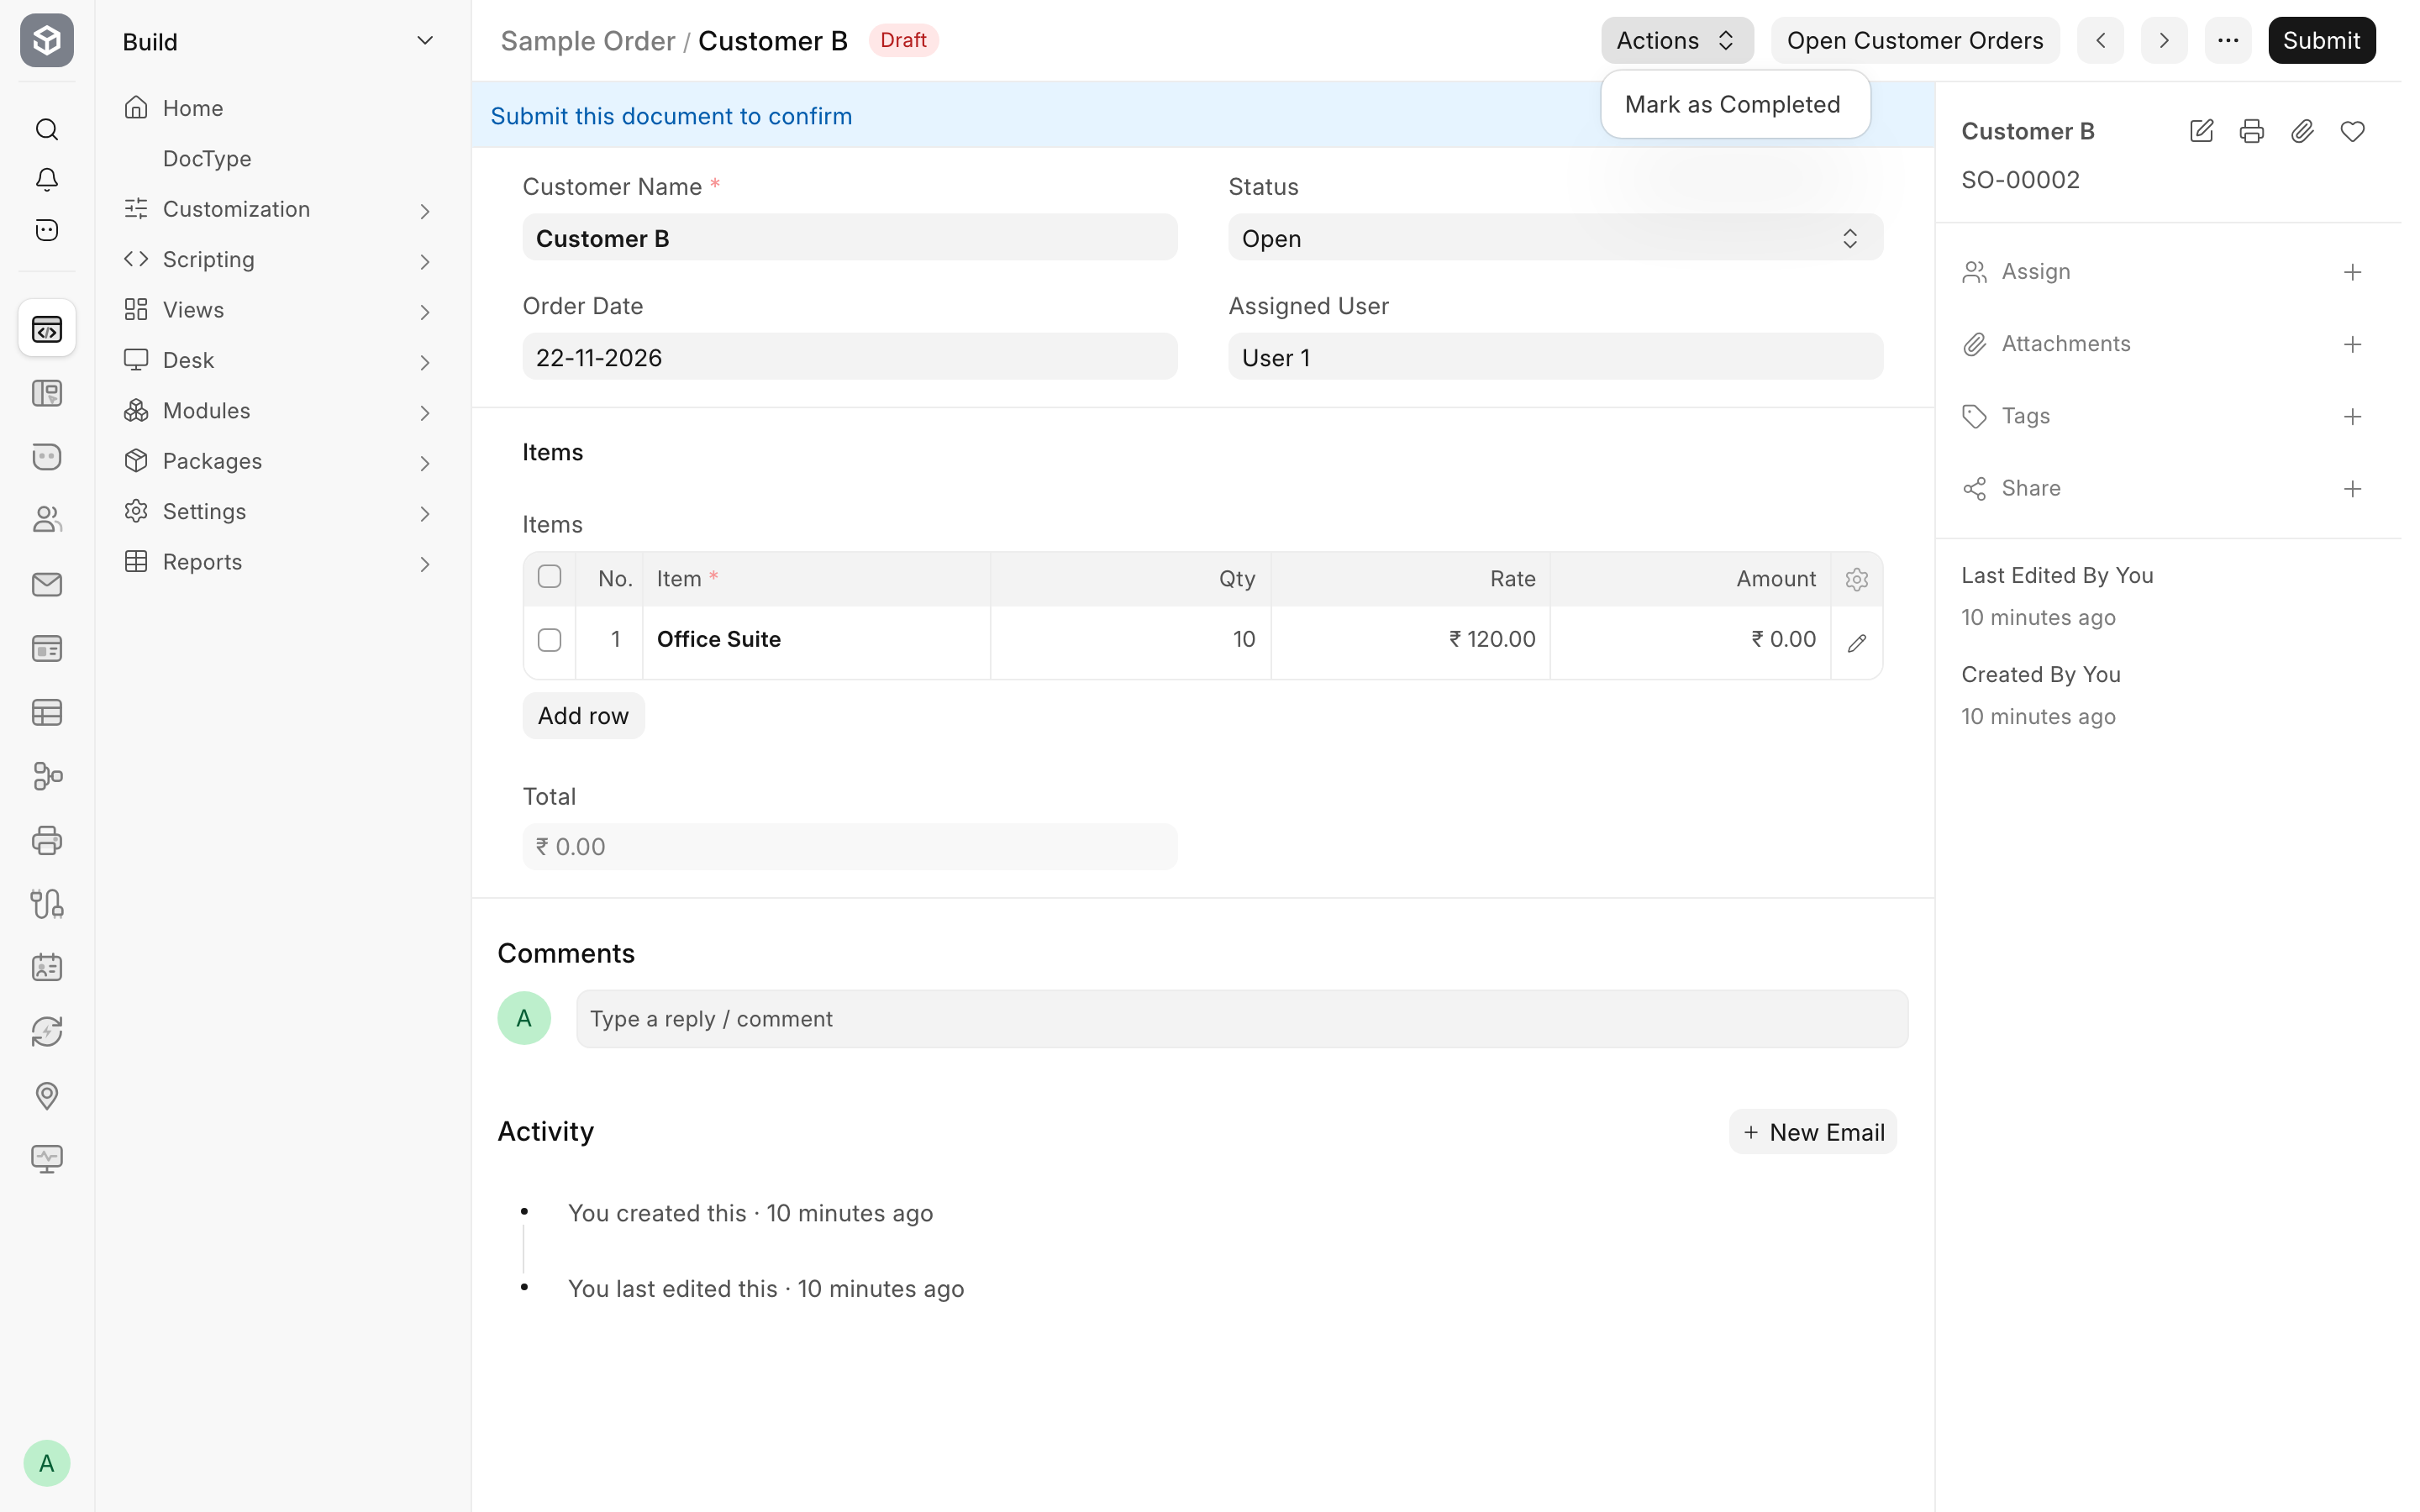 Build
Home
DocType
Customization
Scripting
Views
Desk
Modules
Packages
Settings
Reports
A
Sample Order / Customer B Draft
Actions
Open Customer Orders
Submit
Mark as Completed
Submit this document to confirm
Customer Name *
Customer B
Status
Open
Order Date
22-11-2026
Assigned User
User 1
Items
Items
No. Item * Qty Rate Amount
1 Office Suite 10 ₹ 120.00 ₹ 0.00
Add row
Total
₹ 0.00
Comments
A
Type a reply / comment
Activity
+ New Email
You created this · 10 minutes ago
You last edited this · 10 minutes ago
Customer B
SO-00002
Assign
Attachments
Tags
Share
Last Edited By You
10 minutes ago
Created By You
10 minutes ago